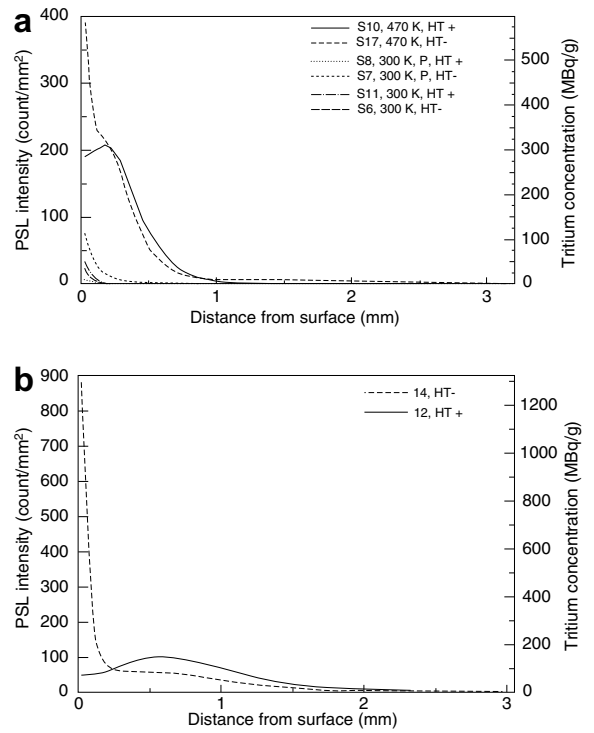 a
400
300
200
100
0
PSL intensity (count/mm²)
S10, 470 K, HT +
S17, 470 K, HT-
S8, 300 K, P, HT +
S7, 300 K, P, HT-
S11, 300 K, HT +
S6, 300 K, HT-
500
400
300
200
100
0
Tritium concentration (MBq/g)
0
1
2
3
Distance from surface (mm)
b
900
800
700
600
500
400
300
200
100
0
PSL intensity (count/mm²)
14, HT-
12, HT +
1200
1000
800
600
400
200
0
Tritium concentration (MBq/g)
0
1
2
3
Distance from surface (mm)